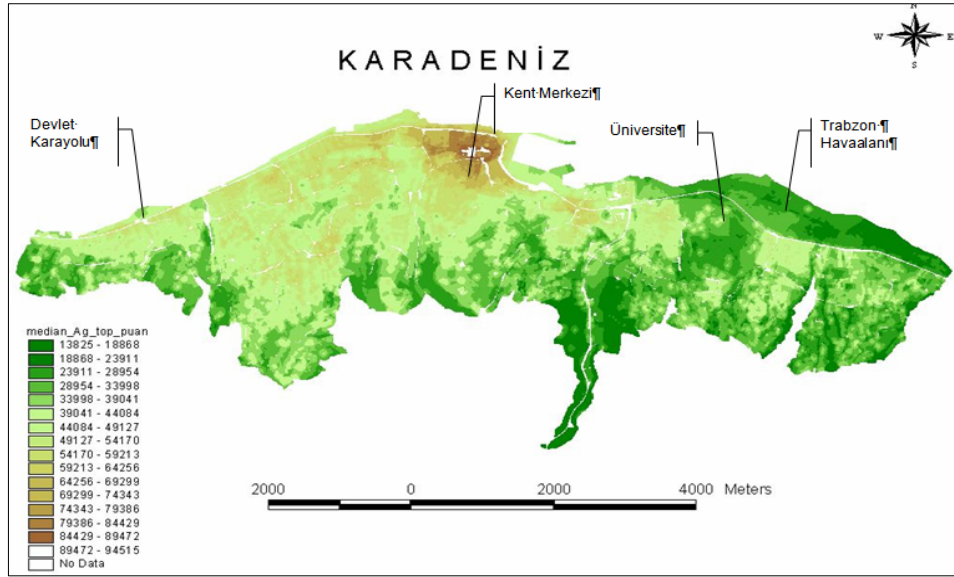 N
W E
S
KARADENİZ
Kent·Merkezi¶
Devlet·
Karayolu¶
Üniversite¶
Trabzon·¶
Havaalanı¶
median_Ag_top_puan
13825 - 18868
18868 - 23911
23911 - 28954
28954 - 33998
33998 - 39041
39041 - 44084
44084 - 49127
49127 - 54170
54170 - 59213
59213 - 64256
64256 - 69299
69299 - 74343
74343 - 79386
79386 - 84429
84429 - 89472
89472 - 94515
No Data
2000 0 2000 4000 Meters